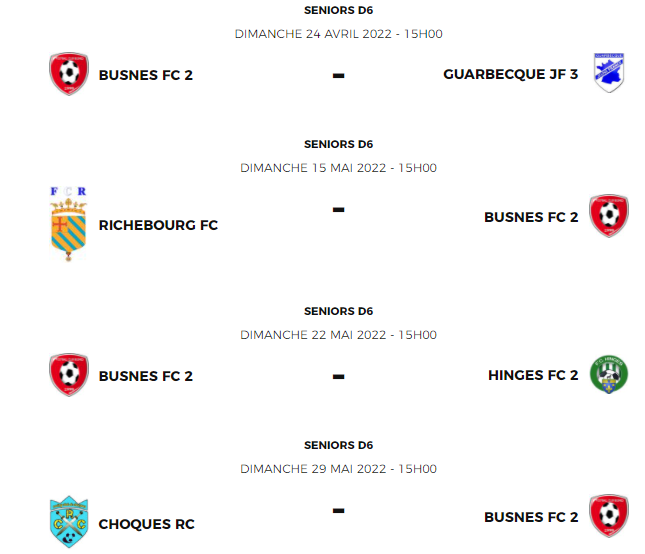 SENIORS D6
DIMANCHE 24 AVRIL 2022 - 15H00
BUSNES FC 2
-
GUARBECQUE JF 3
SENIORS D6
DIMANCHE 15 MAI 2022 - 15H00
F C R
RICHEBOURG FC
-
BUSNES FC 2
SENIORS D6
DIMANCHE 22 MAI 2022 - 15H00
BUSNES FC 2
-
HINGES FC 2
SENIORS D6
DIMANCHE 29 MAI 2022 - 15H00
CHOQUES RC
-
BUSNES FC 2